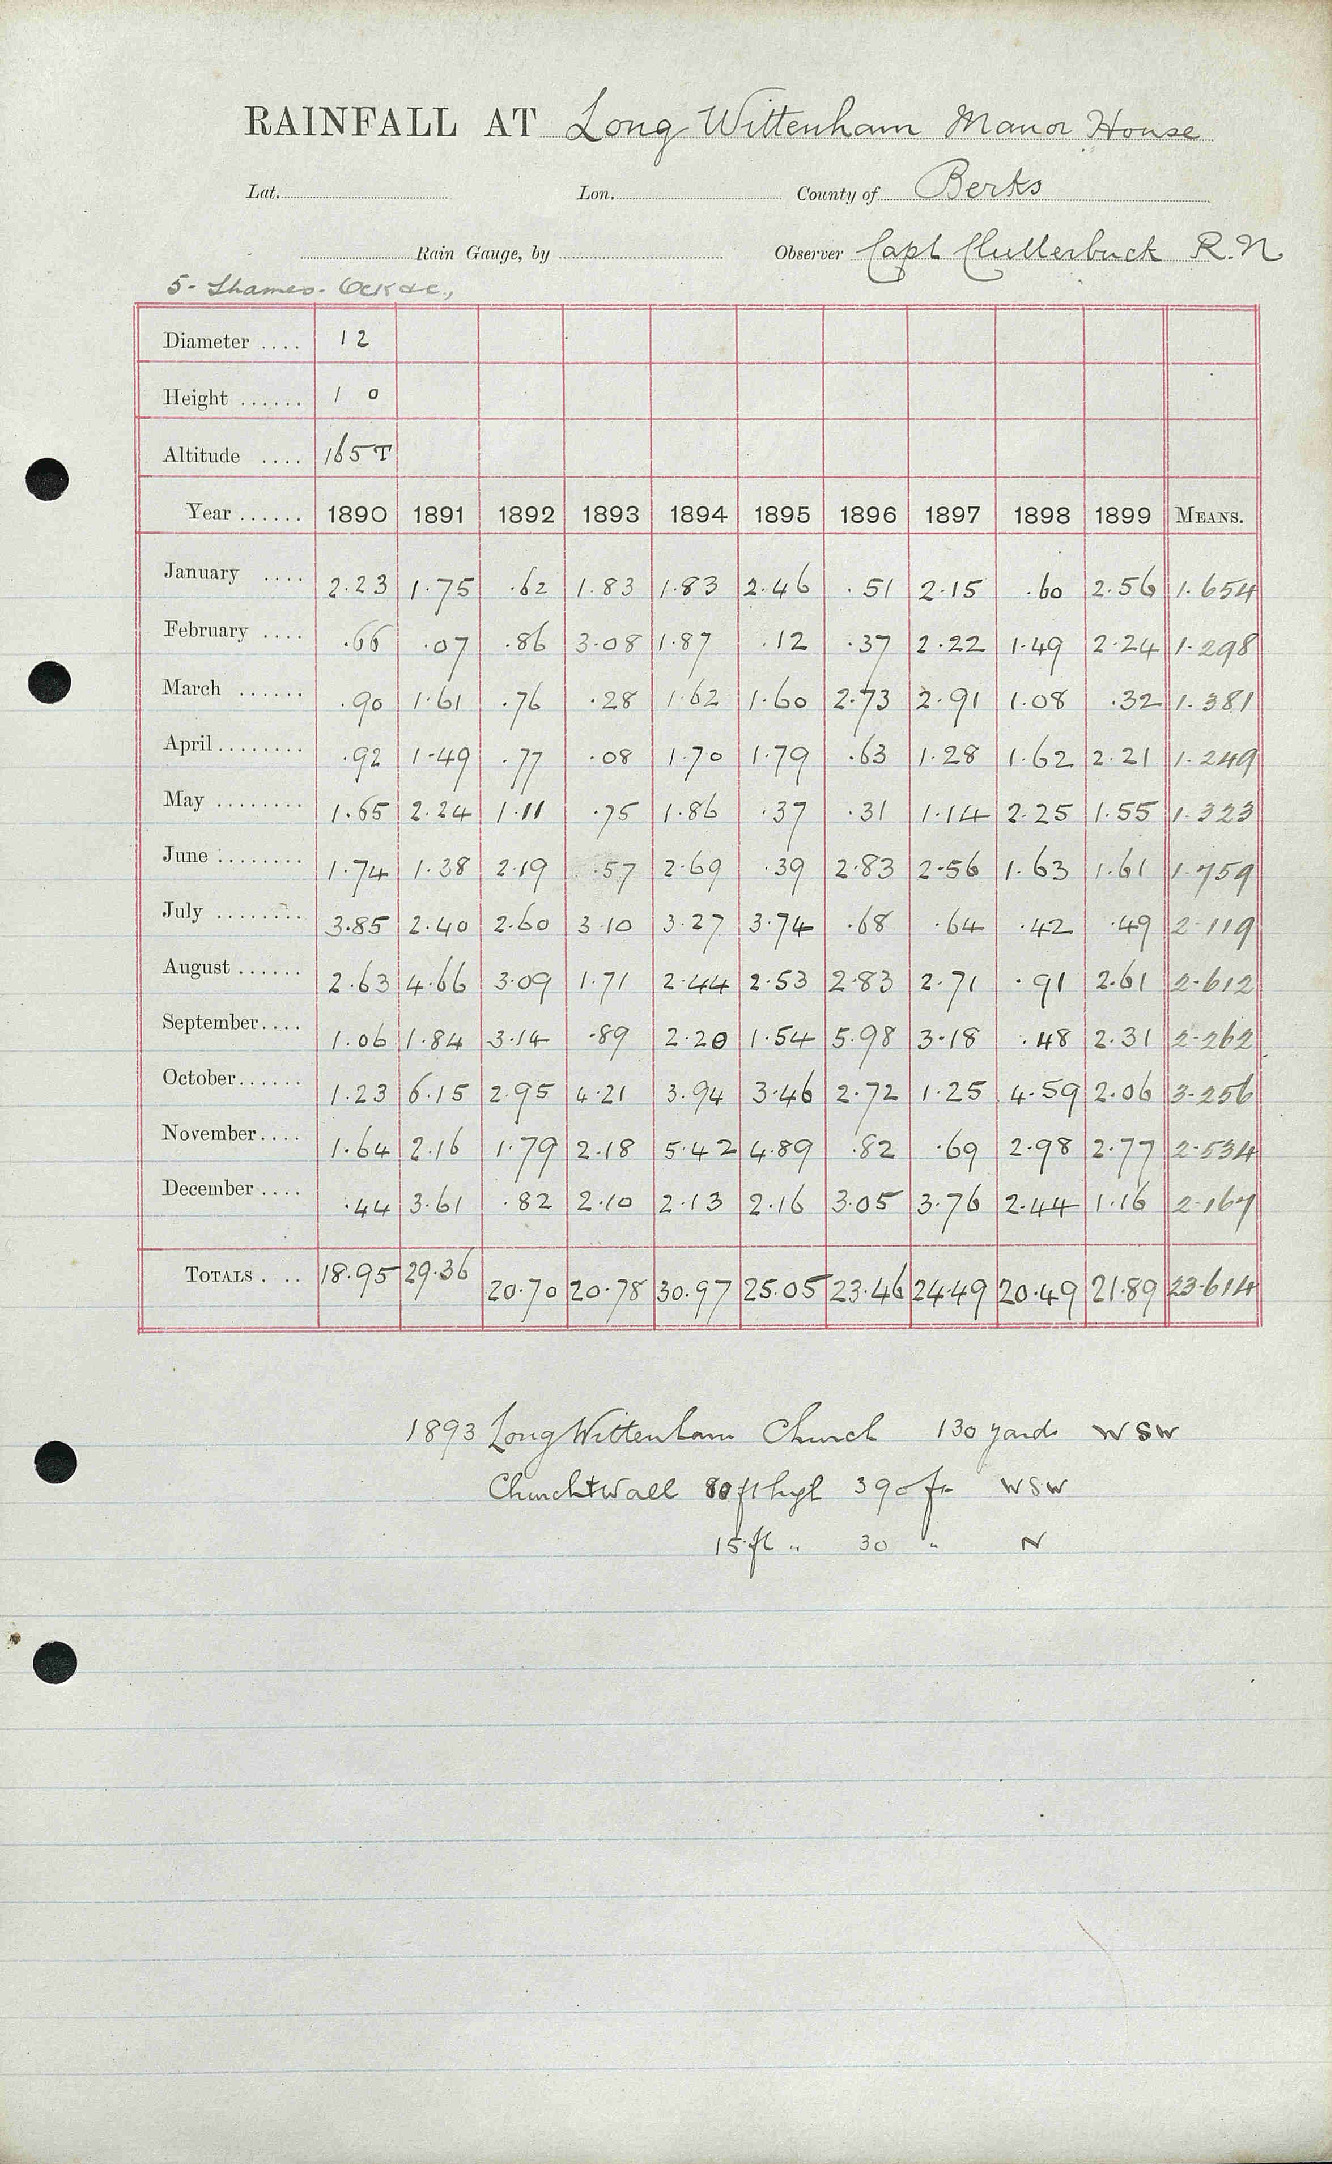 RAINFALL AT Long Wittenham Manor House
Lat. Lon. County of Berks
Rain Gauge, by Observer Capt Clutterbuck R.N
5- Thames- Ock &c.,
Diameter .... 12
Height ...... 1 0
Altitude .... 165 T
Year ...... 1890 1891 1892 1893 1894 1895 1896 1897 1898 1899 MEANS.
January .... 2.23 1.75 .62 1.83 1.83 2.46 .51 2.15 .60 2.56 1.654
February .... .66 .07 .86 3.08 1.87 .12 .37 2.22 1.49 2.24 1.298
March ...... .90 1.61 .76 .28 1.62 1.60 2.73 2.91 1.08 .32 1.381
April ........ .92 1.49 .77 .08 1.70 1.79 .63 1.28 1.62 2.21 1.249
May ........ 1.65 2.24 1.11 .75 1.86 .37 .31 1.14 2.25 1.55 1.323
June ........ 1.74 1.38 2.19 .57 2.69 .39 2.83 2.56 1.63 1.61 1.759
July ........ 3.85 2.40 2.60 3.10 3.27 3.74 .68 .64 .42 .49 2.119
August ...... 2.63 4.66 3.09 1.71 2.44 2.53 2.83 2.71 .91 2.61 2.612
September.... 1.06 1.84 3.14 .89 2.20 1.54 5.98 3.18 .48 2.31 2.262
October...... 1.23 6.15 2.95 4.21 3.94 3.46 2.72 1.25 4.59 2.06 3.256
November.... 1.64 2.16 1.79 2.18 5.42 4.89 .82 .69 2.98 2.77 2.534
December.... .44 3.61 .82 2.10 2.13 2.16 3.05 3.76 2.44 1.16 2.167
TOTALS . . . . 18.95 29.36 20.70 20.78 30.97 25.05 23.46 24.49 20.49 21.89 23.614
1893 Long Wittenham Church 130 yards WSW
Church + Wall 80 ft high 390 ft WSW
15 ft " 30 " N